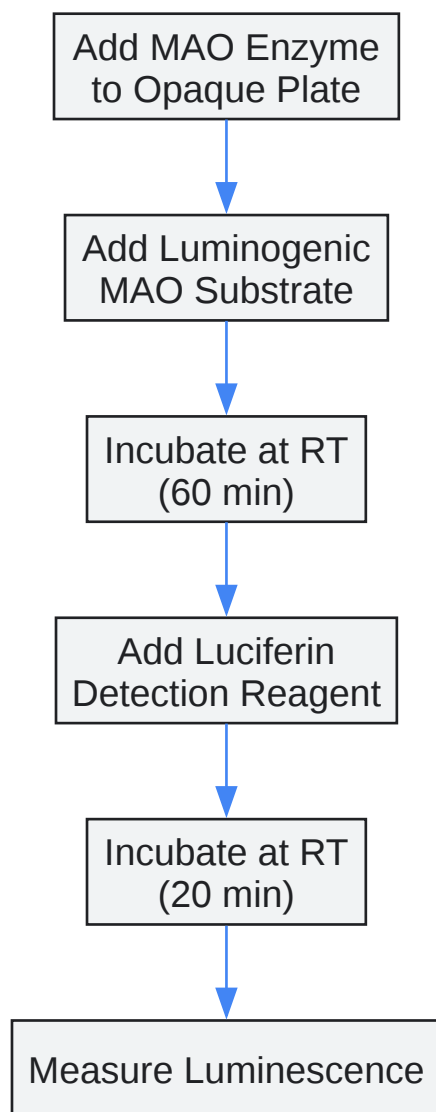 Add MAO Enzyme
to Opaque Plate
Add Luminogenic
MAO Substrate
Incubate at RT
(60 min)
Add Luciferin
Detection Reagent
Incubate at RT
(20 min)
Measure Luminescence